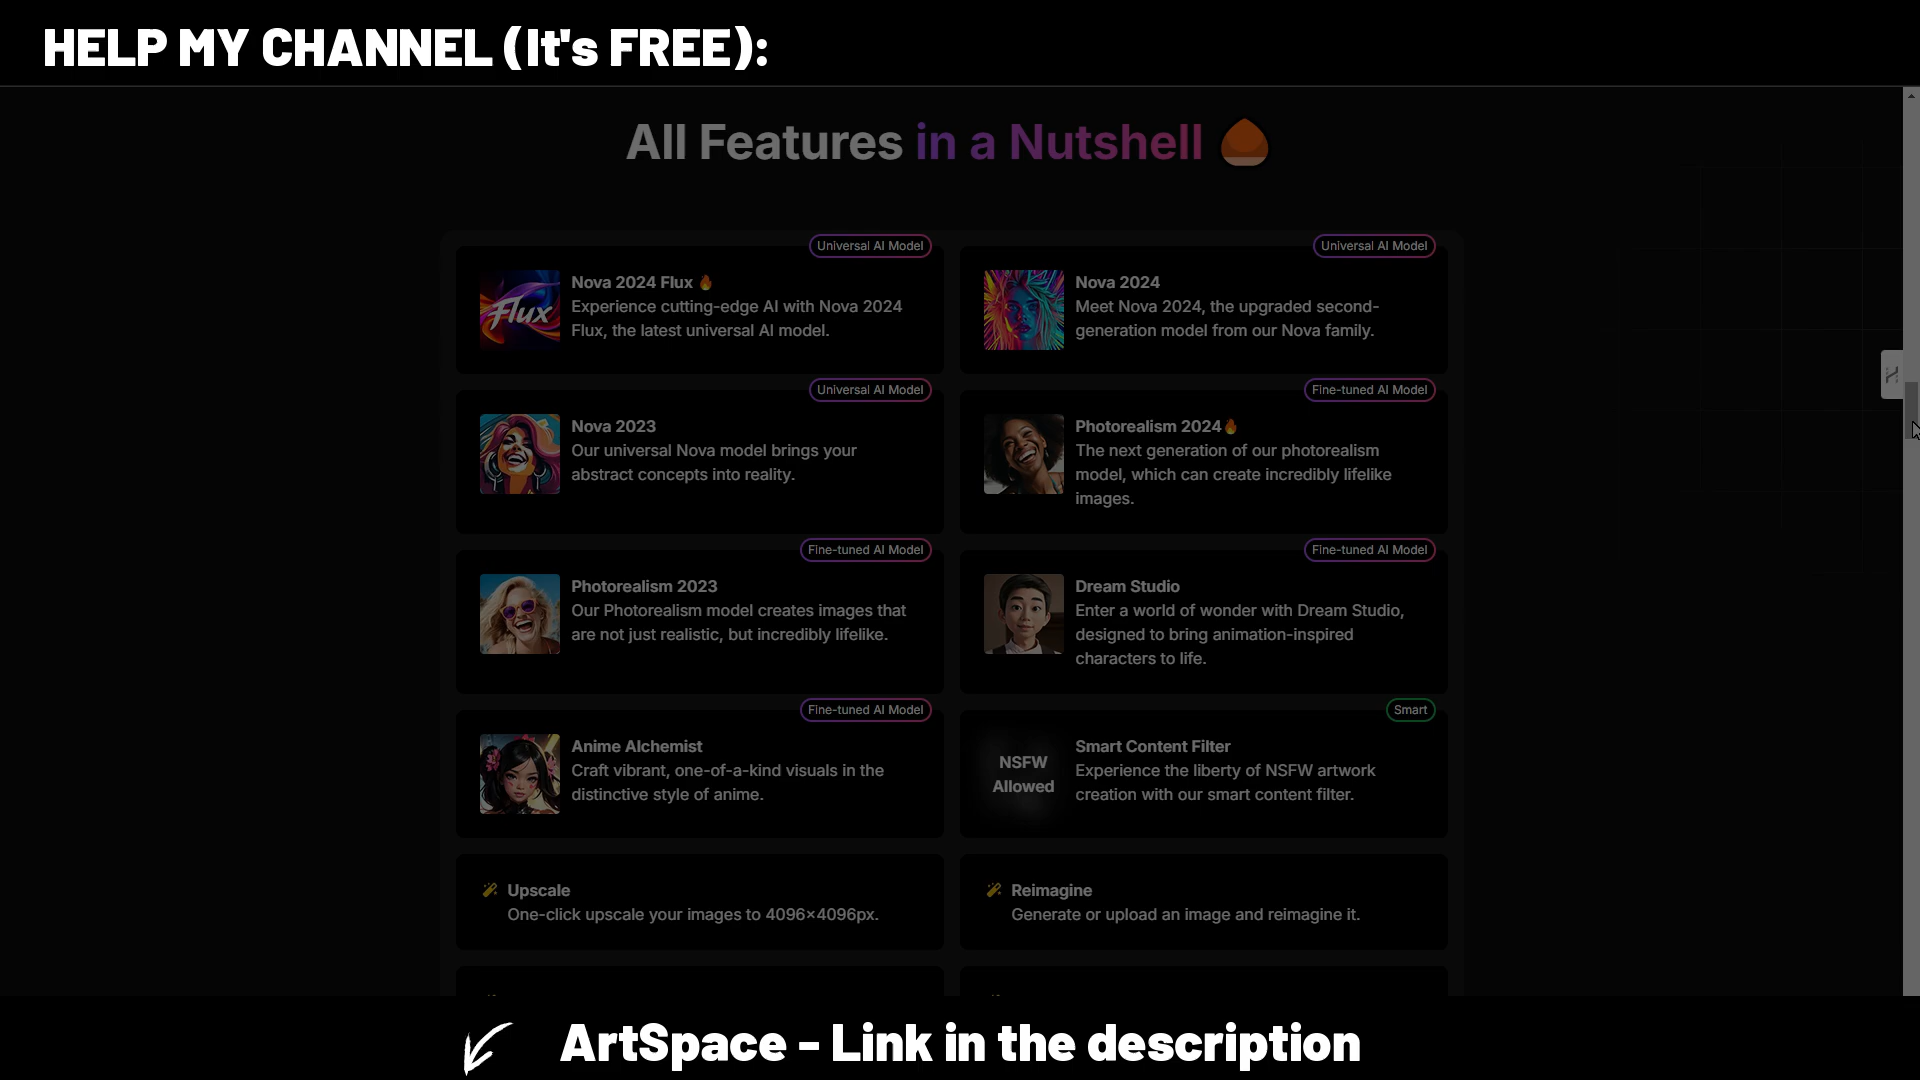 HELP MY CHANNEL (It's FREE):
All Features in a Nutshell
Universal AI Model
Flux
Nova 2024 Flux
Experience cutting-edge AI with Nova 2024
Flux, the latest universal AI model.
Universal AI Model
Nova 2024
Meet Nova 2024, the upgraded second-
generation model from our Nova family.
Universal AI Model
Nova 2023
Our universal Nova model brings your
abstract concepts into reality.
Fine-tuned AI Model
Photorealism 2024
The next generation of our photorealism
model, which can create incredibly lifelike
images.
Fine-tuned AI Model
Photorealism 2023
Our Photorealism model creates images that
are not just realistic, but incredibly lifelike.
Fine-tuned AI Model
Dream Studio
Enter a world of wonder with Dream Studio,
designed to bring animation-inspired
characters to life.
Fine-tuned AI Model
Anime Alchemist
Craft vibrant, one-of-a-kind visuals in the
distinctive style of anime.
Smart
NSFW
Allowed
Smart Content Filter
Experience the liberty of NSFW artwork
creation with our smart content filter.
Upscale
One-click upscale your images to 4096×4096px.
Reimagine
Generate or upload an image and reimagine it.
ArtSpace - Link in the description